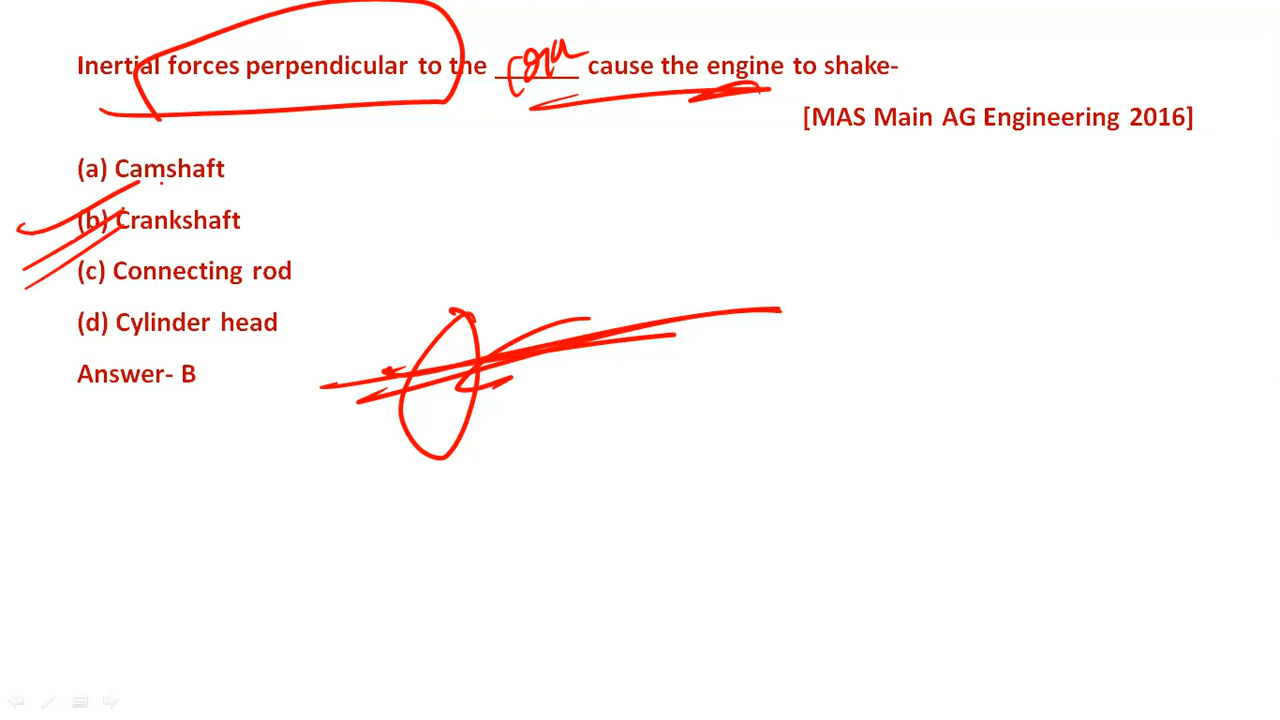 Inertial forces perpendicular to the ______ cause the engine to shake-
[MAS Main AG Engineering 2016]
(a) Camshaft
(b) Crankshaft
(c) Connecting rod
(d) Cylinder head
Answer- B